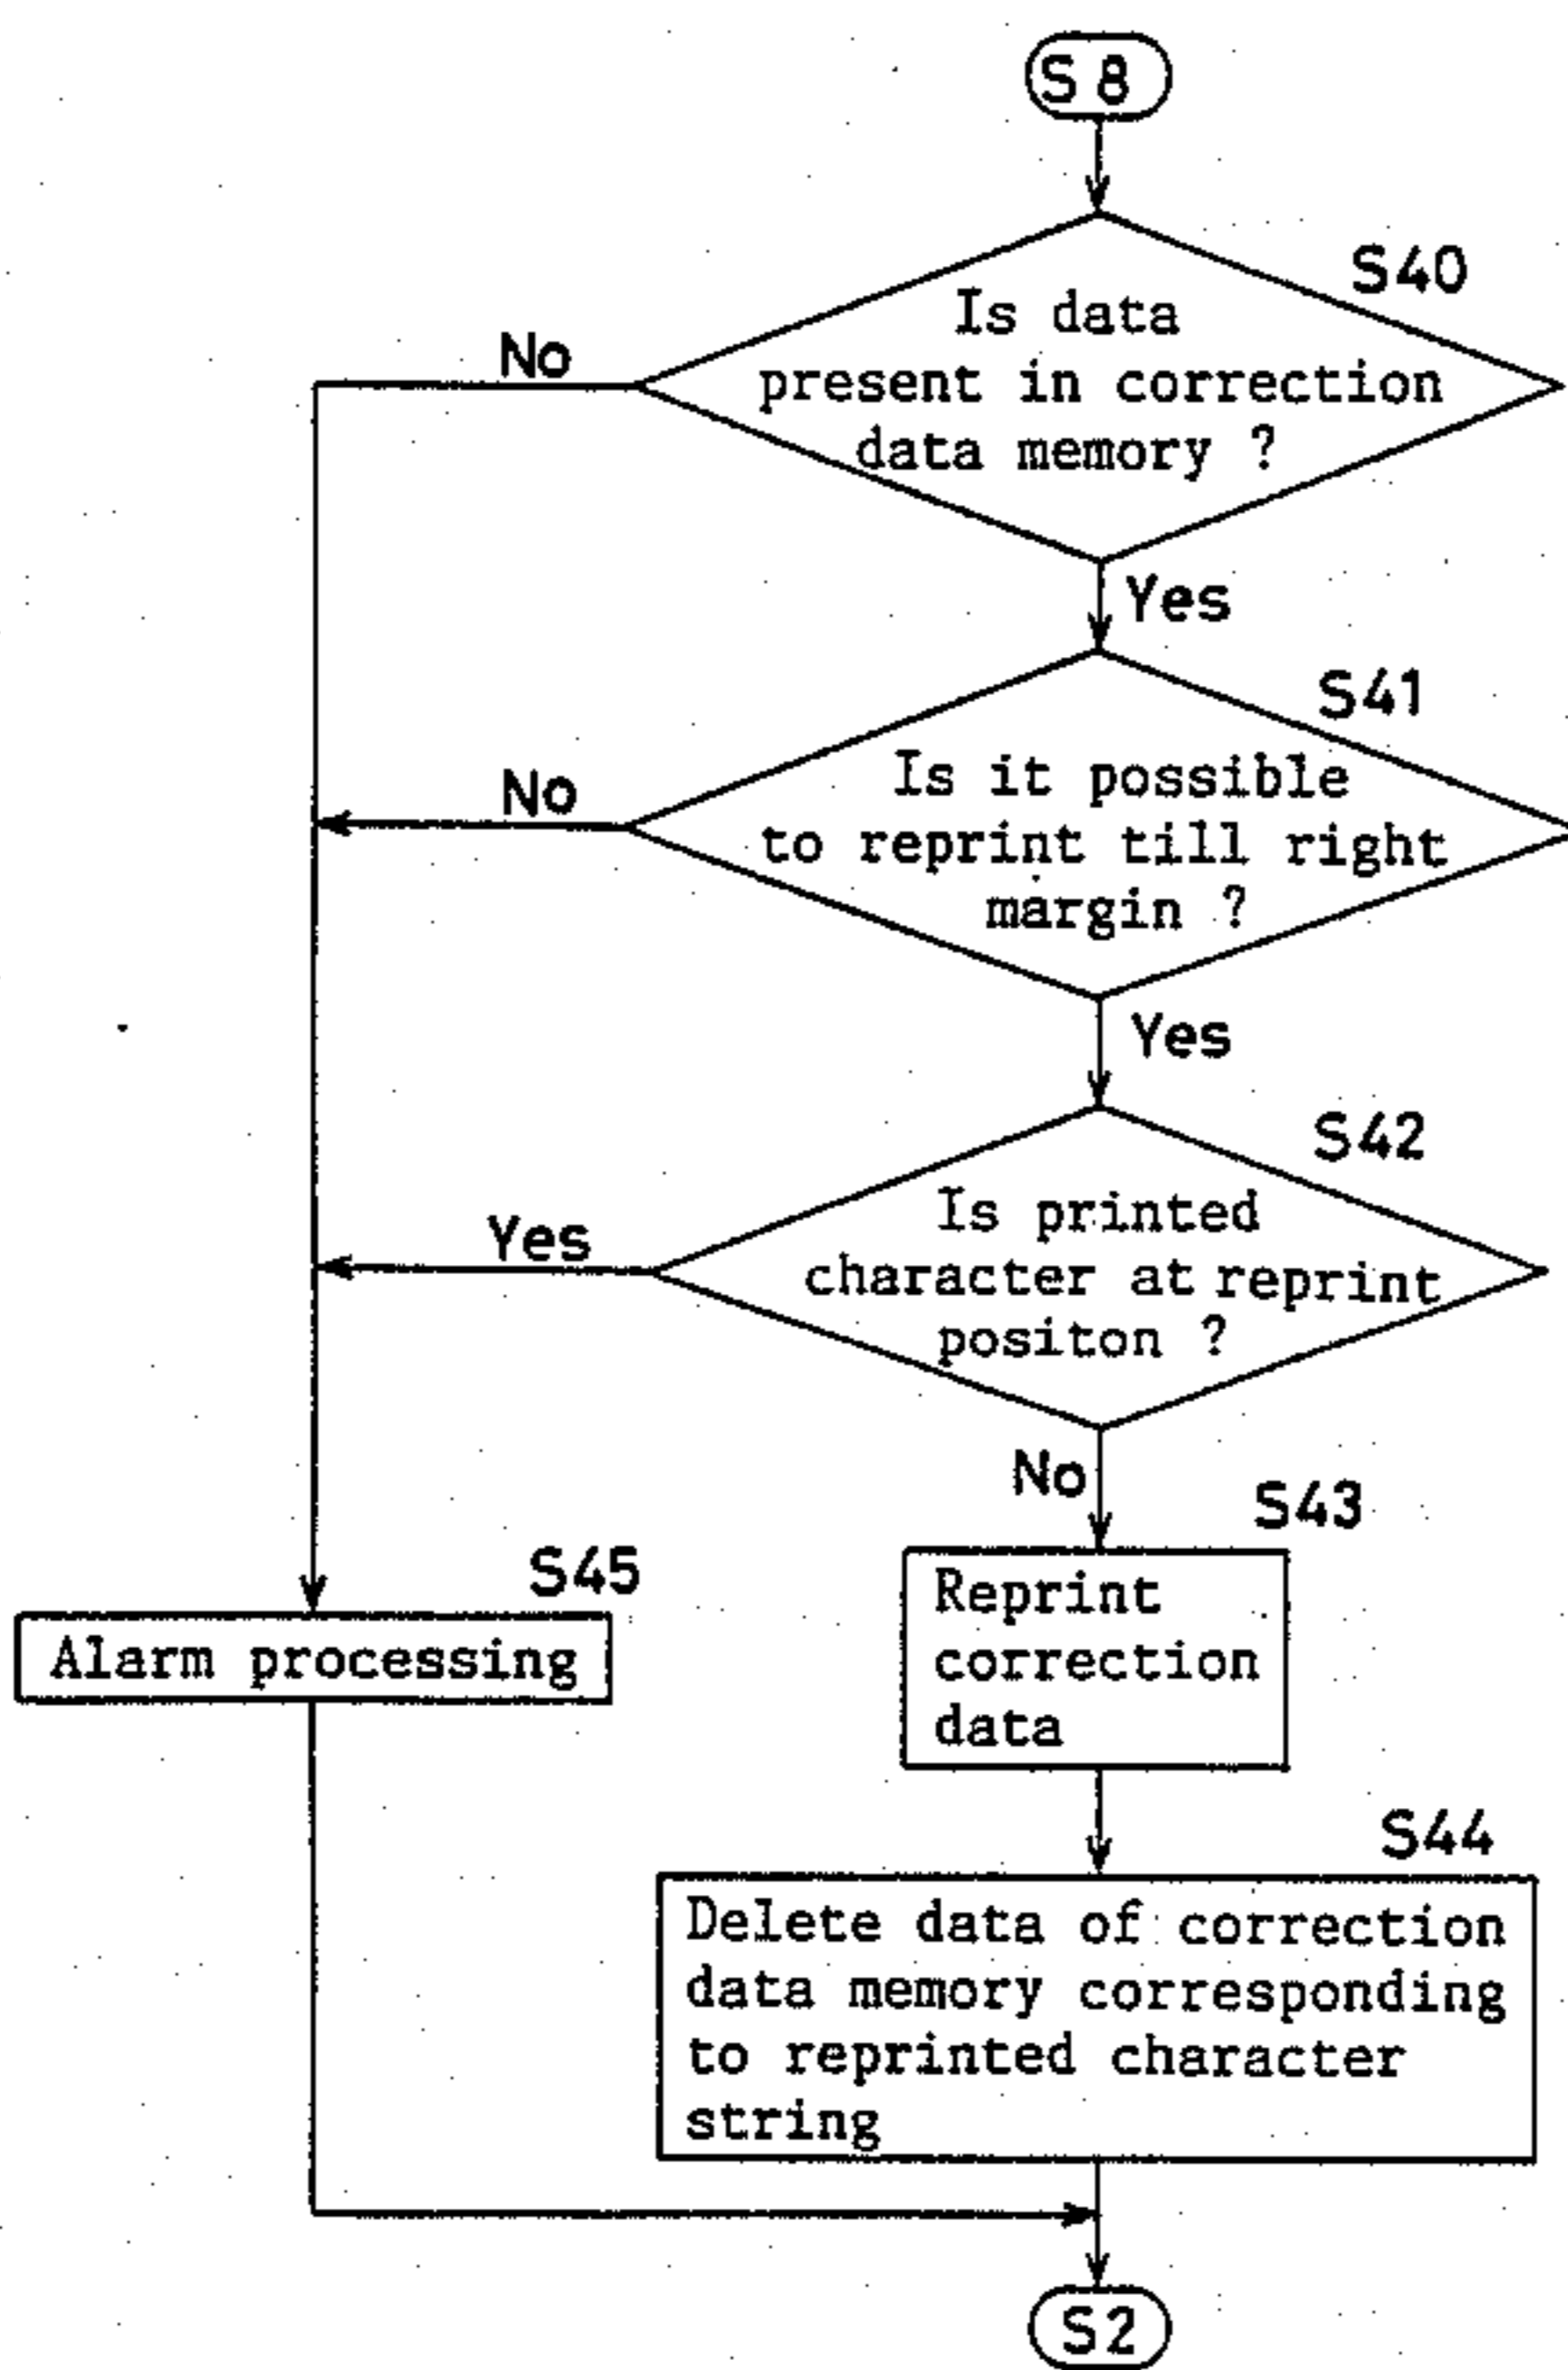 S8
S40
Is data
present in correction
data memory ?
No
Yes
S41
Is it possible
to reprint till right
margin ?
No
Yes
S42
Is printed
character at reprint
positon ?
Yes
No
S43
Reprint
correction
data
S45
Alarm processing
S44
Delete data of correction
data memory corresponding
to reprinted character
string
S2